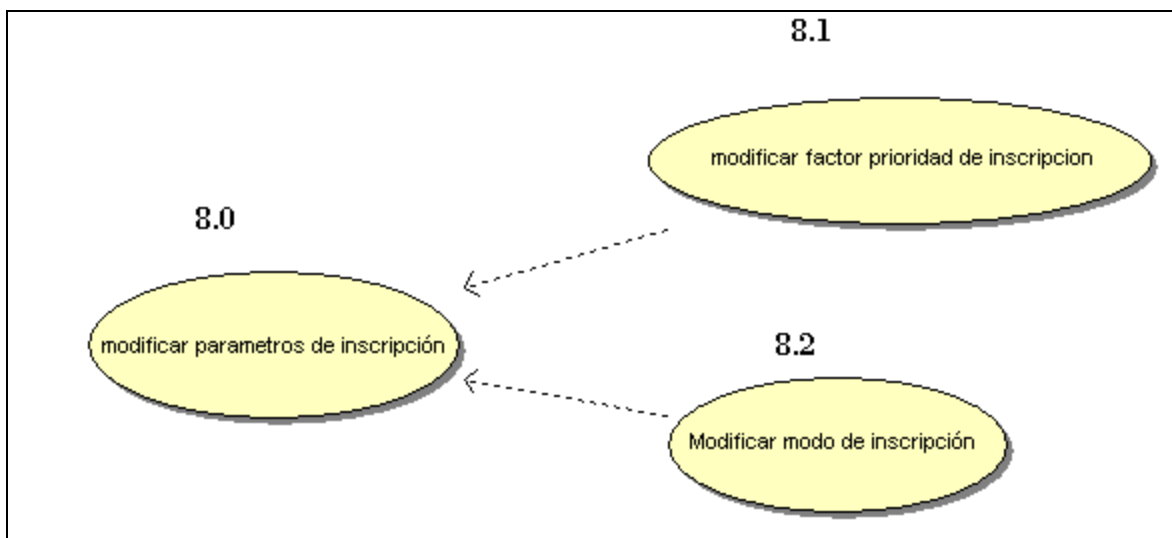 8.1
modificar factor prioridad de inscripcion
8.0
modificar parametros de inscripción
8.2
Modificar modo de inscripción